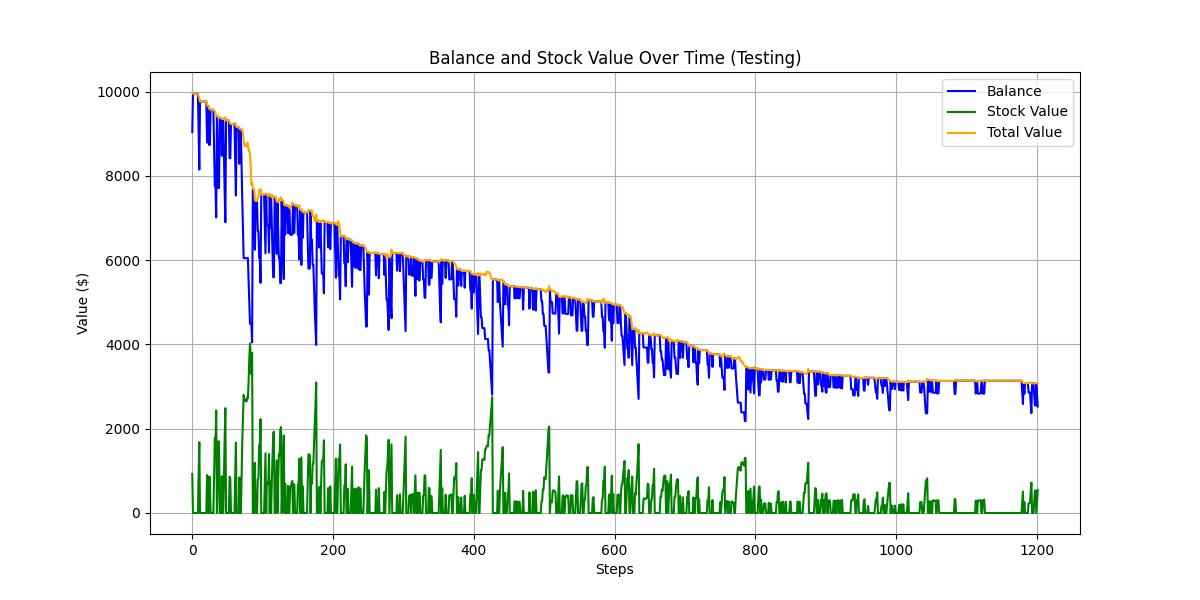 Balance and Stock Value Over Time (Testing)
Balance
Stock Value
Total Value
Value ($)
10000
8000
6000
4000
2000
0
0 200 400 600 800 1000 1200
Steps